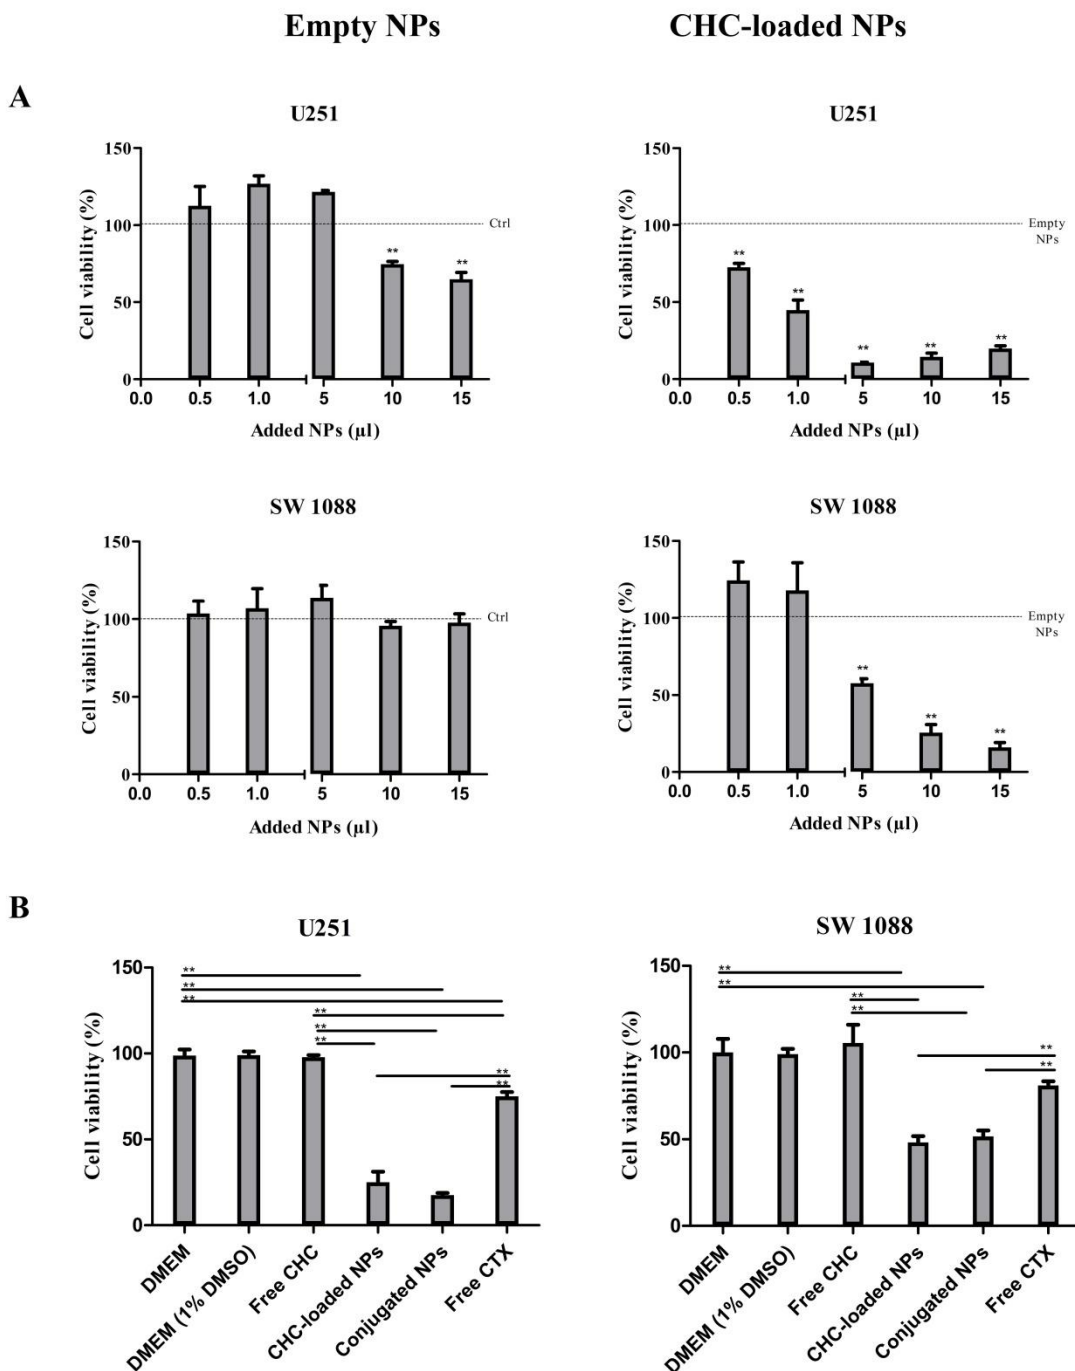 Empty NPs CHC-loaded NPs
A
U251 U251
150 150
Cell viability (%) Cell viability (%)
** **
100 Ctrl 100 Empty
NPs
** **
50 50
** ** **
0 0
0.0 0.5 1.0 5 10 15 0.0 0.5 1.0 5 10 15
Added NPs (µl) Added NPs (µl)
SW 1088 SW 1088
150 150
Cell viability (%) Cell viability (%)
100 Ctrl 100 Empty
NPs
50 ** 50
** **
0 0
0.0 0.5 1.0 5 10 15 0.0 0.5 1.0 5 10 15
Added NPs (µl) Added NPs (µl)
B
U251 SW 1088
150 150
Cell viability (%) Cell viability (%)
** **
** **
** **
** **
** **
** **
** **
**
100 100
50 50
0 0
DMEM DMEM (1% DMSO) Free CHC CHC-loaded NPs Conjugated NPs Free CTX
DMEM DMEM (1% DMSO) Free CHC CHC-loaded NPs Conjugated NPs Free CTX